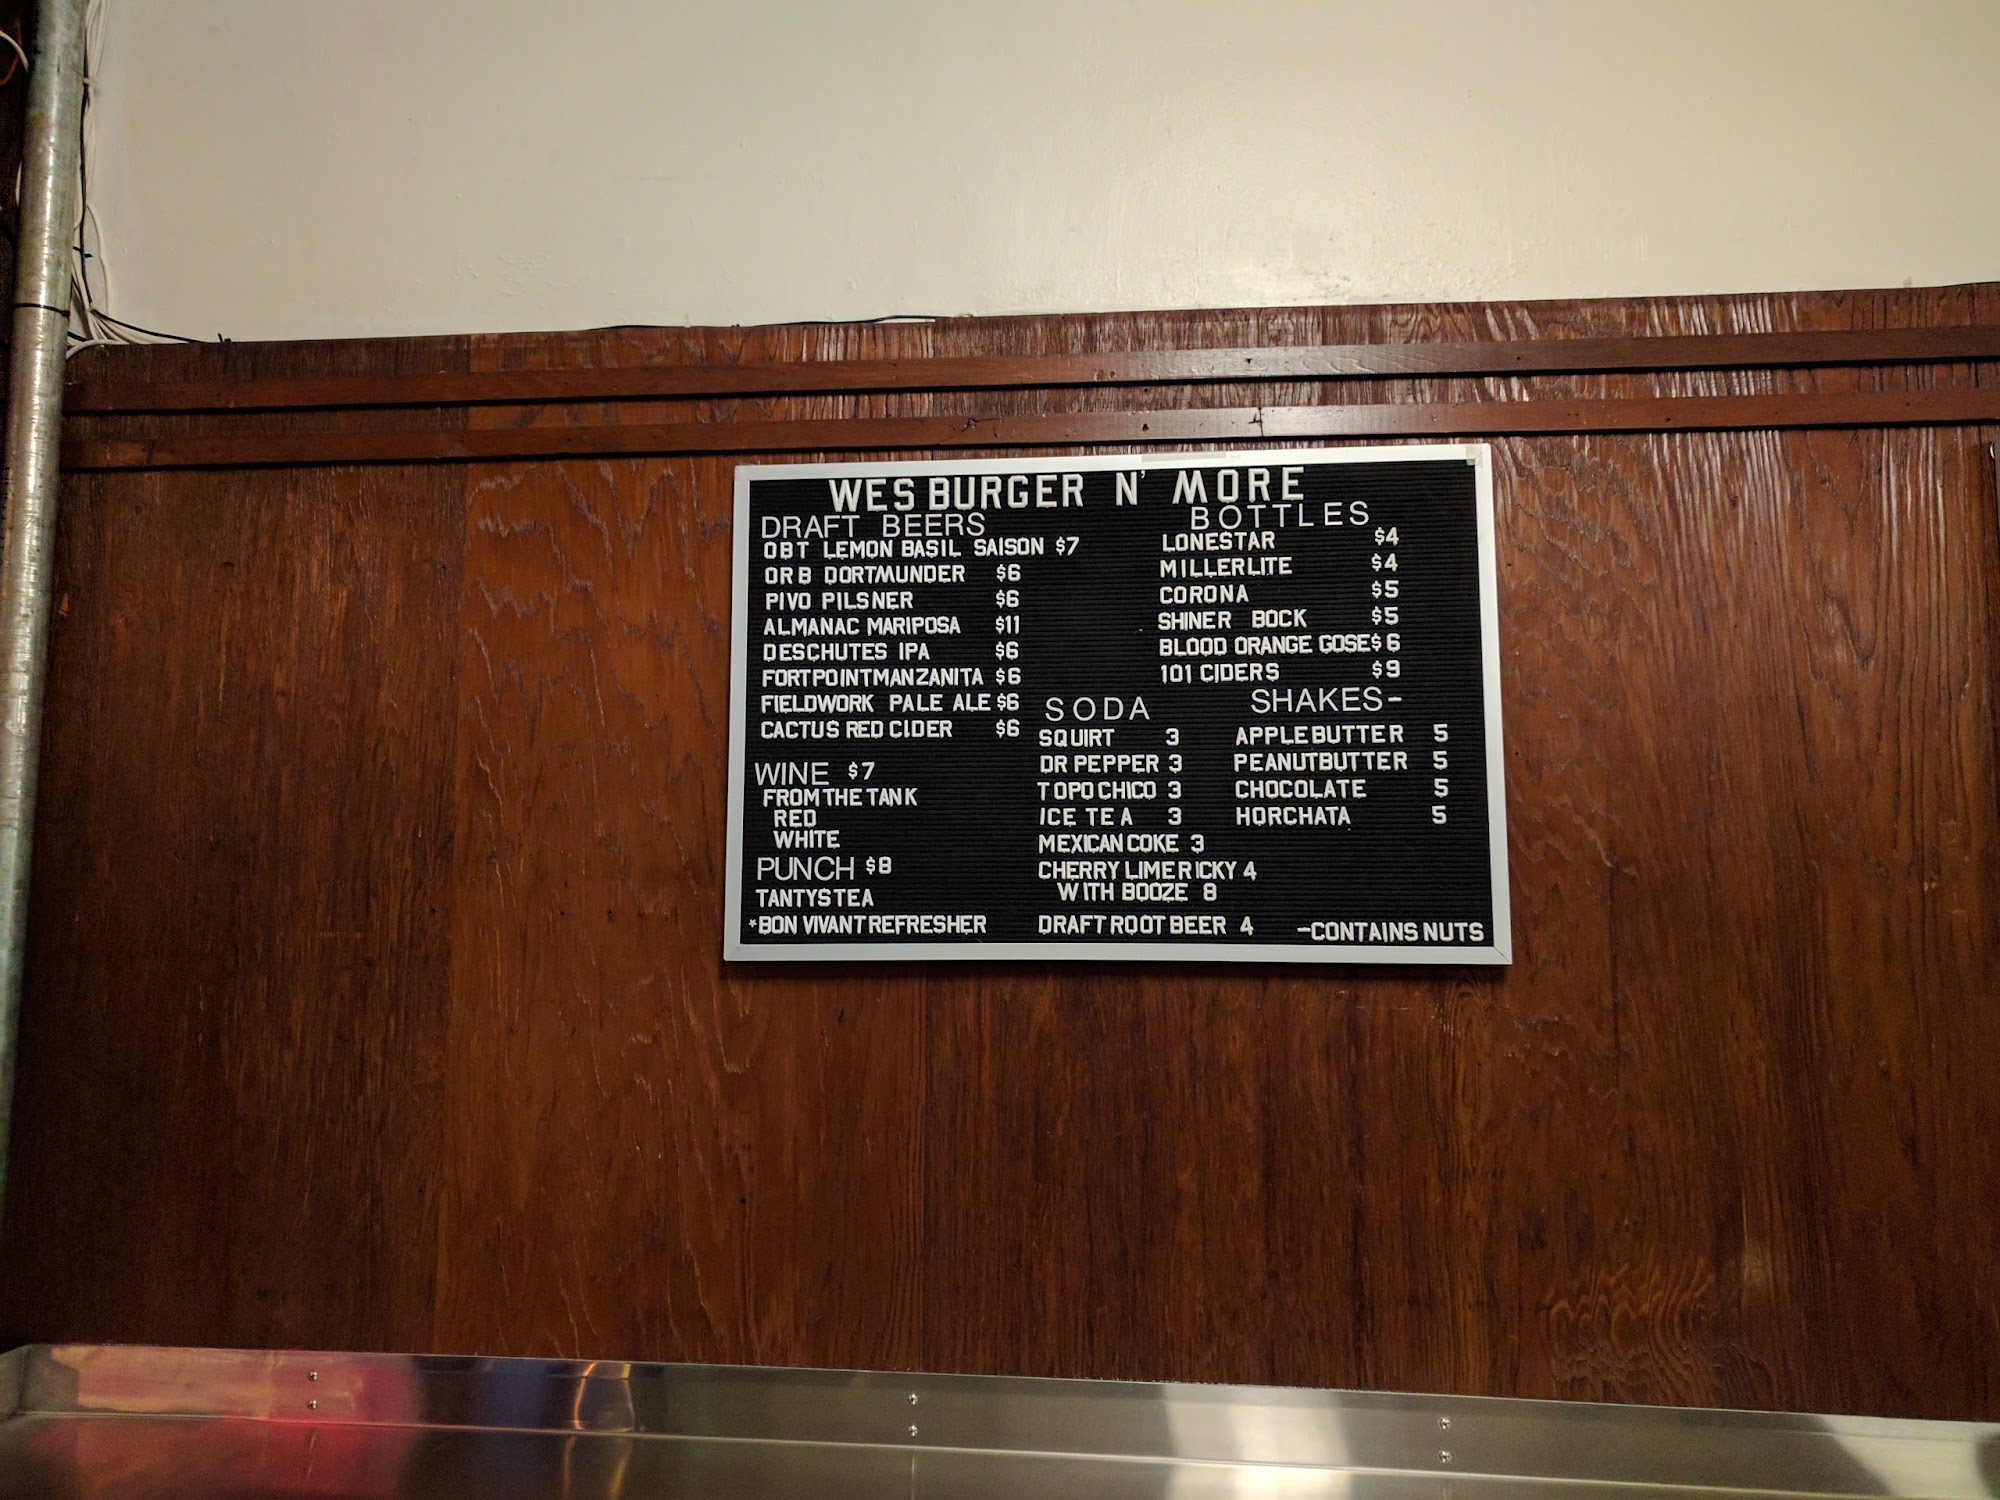 WESBURGER N' MORE
DRAFT BEERS
OBT LEMON BASIL SAISON $7
ORB DORTMUNDER $6
PIVO PILSNER $6
ALMANAC MARIPOSA $11
DESCHUTES IPA $6
FORTPOINT MANZANITA $6
FIELDWORK PALE ALE $6
CACTUS RED CIDER $6
WINE $7
FROM THE TANK
RED
WHITE
PUNCH $8
TANTYSTEA
*BON VIVANT REFRESHER
BOTTLES
LONESTAR $4
MILLERLITE $4
CORONA $5
SHINER BOCK $5
BLOOD ORANGE GOSE $6
101 CIDERS $9
SODA
SQUIRT 3
DR PEPPER 3
TOPO CHICO 3
ICE TEA 3
MEXICAN COKE 3
CHERRY LIMERICKY 4
WITH BOOZE 8
DRAFT ROOT BEER 4
SHAKES-
APPLEBUTTER 5
PEANUTBUTTER 5
CHOCOLATE 5
HORCHATA 5
-CONTAINS NUTS